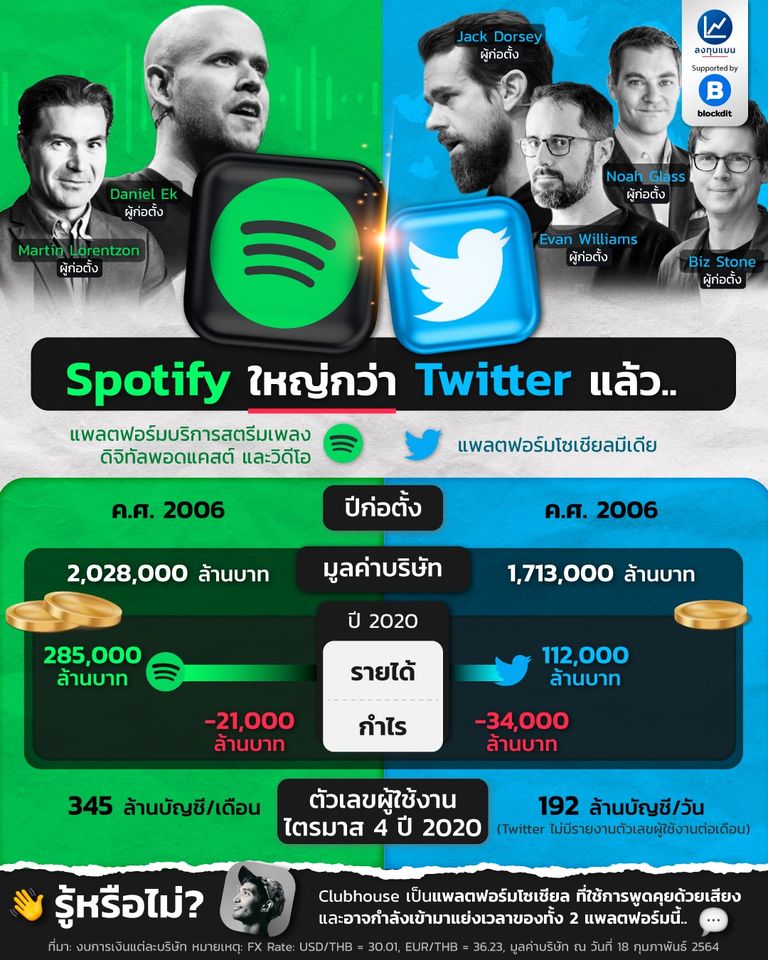 Jack Dorsey
ผู้ก่อตั้ง
ลงทุนแมน
Supported by
B
blockdit
Daniel Ek
ผู้ก่อตั้ง
Noah Glass
ผู้ก่อตั้ง
Martin Lorentzon
ผู้ก่อตั้ง
Evan Williams
ผู้ก่อตั้ง
Biz Stone
ผู้ก่อตั้ง
Spotify ใหญ่กว่า Twitter แล้ว..
แพลตฟอร์มบริการสตรีมเพลง
ดิจิทัลพอดแคสต์ และวิดีโอ
แพลตฟอร์มโซเชียลมีเดีย
ค.ศ. 2006 ปีก่อตั้ง ค.ศ. 2006
2,028,000 ล้านบาท มูลค่าบริษัท 1,713,000 ล้านบาท
ปี 2020
285,000 ล้านบาท รายได้ 112,000 ล้านบาท
-21,000 ล้านบาท กำไร -34,000 ล้านบาท
345 ล้านบัญชี/เดือน
ตัวเลขผู้ใช้งาน
ไตรมาส 4 ปี 2020
192 ล้านบัญชี/วัน
(Twitter ไม่มีรายงานตัวเลขผู้ใช้งานต่อเดือน)
รู้หรือไม่?
Clubhouse เป็นแพลตฟอร์มโซเชียล ที่ใช้การพูดคุยด้วยเสียง
และอาจกำลังเข้ามาแย่งเวลาของทั้ง 2 แพลตฟอร์มนี้..
ที่มา: งบการเงินแต่ละบริษัท หมายเหตุ: FX Rate: USD/THB = 30.01, EUR/THB = 36.23, มูลค่าบริษัท ณ วันที่ 18 กุมภาพันธ์ 2564